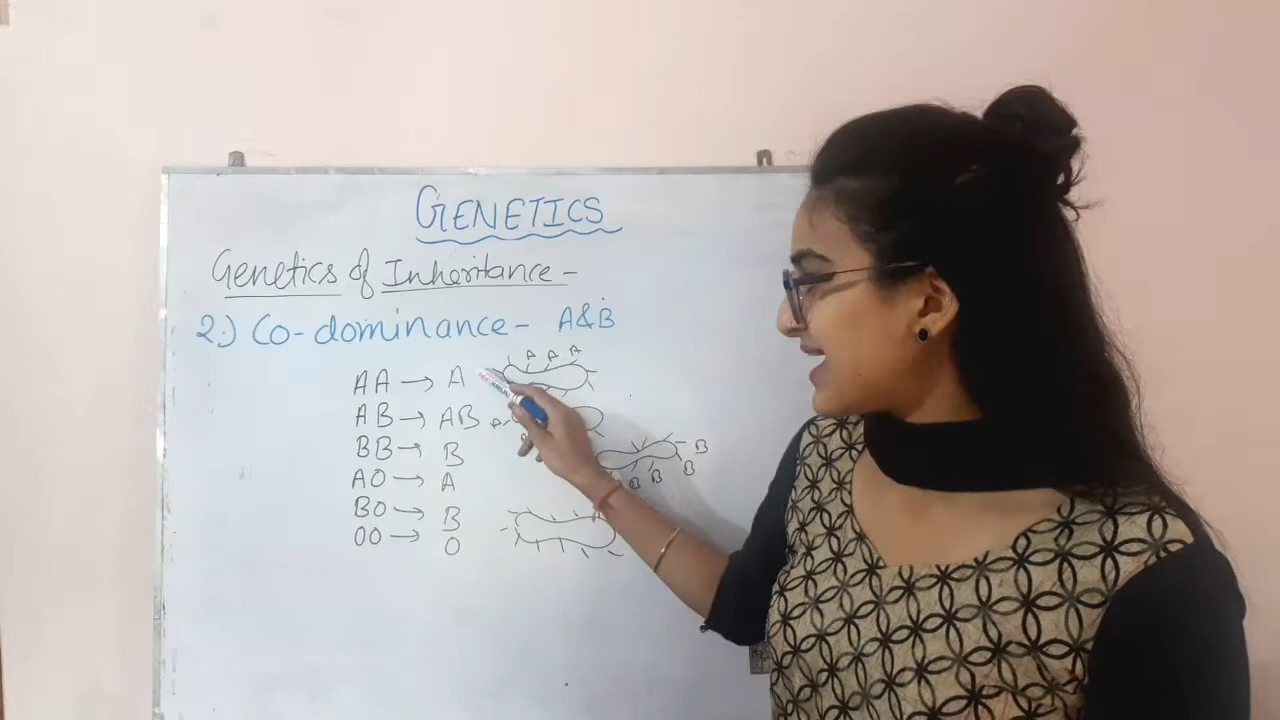 GENETICS
Genetics of Inheritance -
2.) Co-dominance - A&B
A A A
AA → A
AB → AB A
BB → B
B
B
B B
AO → A
BO → B
OO → O